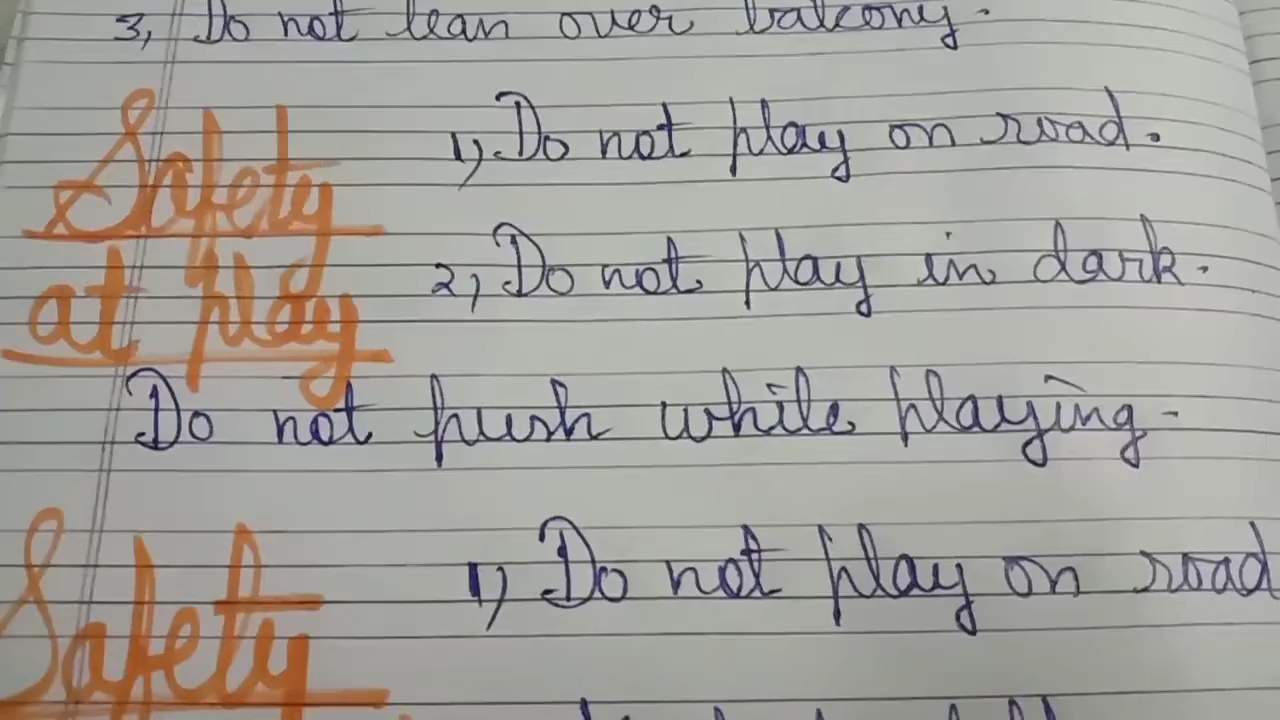 3, Do not lean over balcony.
Safety
at play
1, Do not play on road.
2, Do not play in dark.
Do not push while playing.
Safety
1, Do not play on road